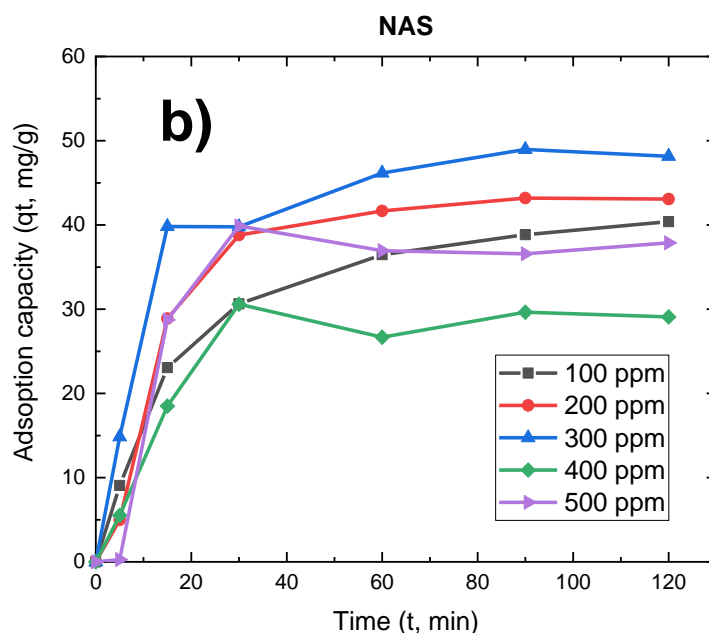 NAS
b)
60
50
40
30
20
10
0
Adsoption capacity (qt, mg/g)
100 ppm
200 ppm
300 ppm
400 ppm
500 ppm
0 20 40 60 80 100 120
Time (t, min)